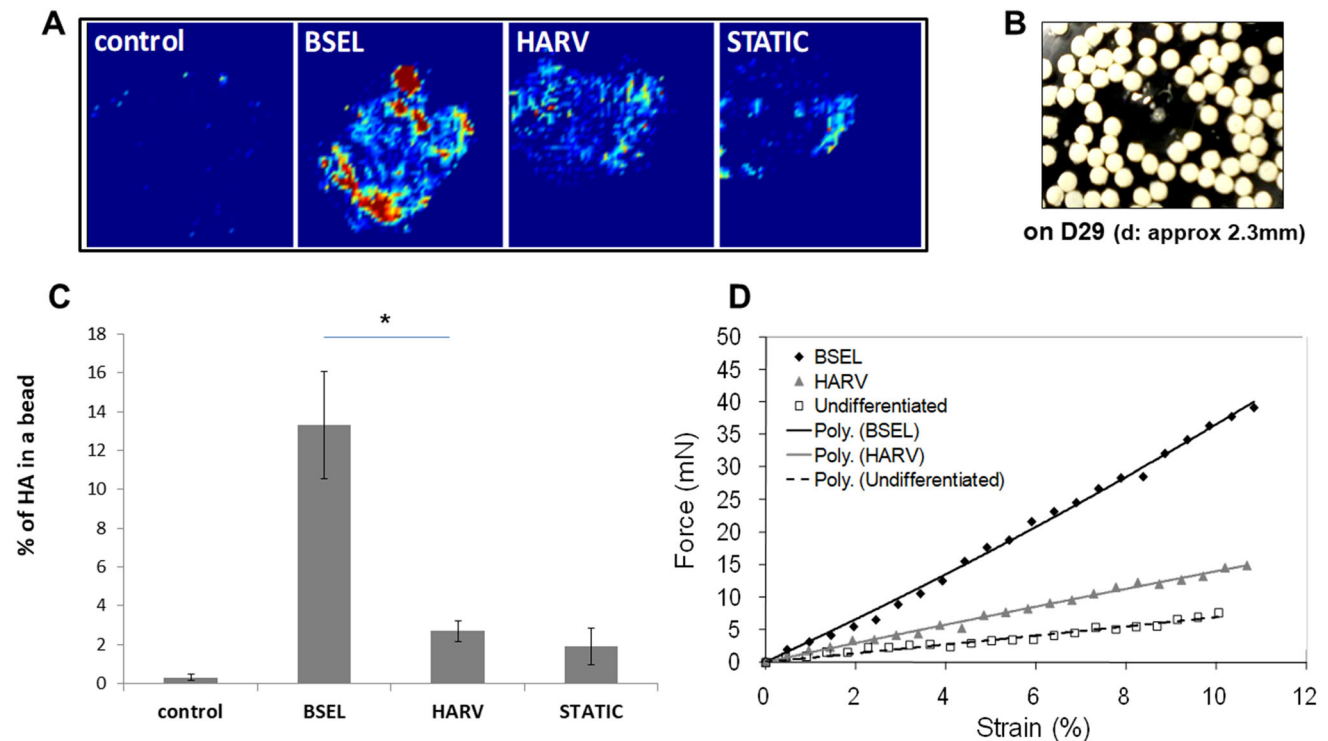 A
control
BSEL
HARV
STATIC
B
on D29 (d: approx 2.3mm)
C
*
% of HA in a bead
18
16
14
12
10
8
6
4
2
0
control
BSEL
HARV
STATIC
D
Force (mN)
50
45
40
35
30
25
20
15
10
5
0
BSEL
HARV
Undifferentiated
Poly. (BSEL)
Poly. (HARV)
Poly. (Undifferentiated)
0 2 4 6 8 10 12
Strain (%)